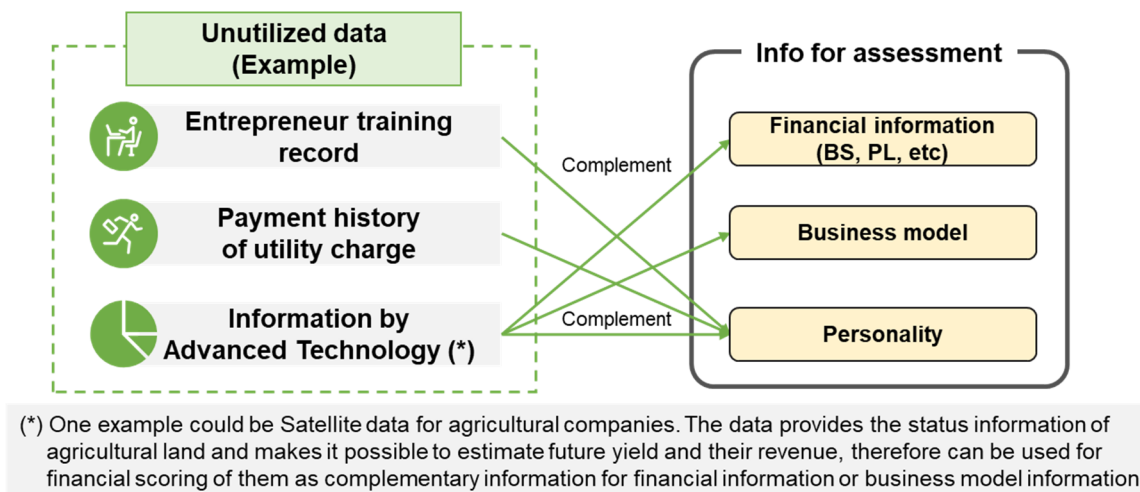 Unutilized data
(Example)
Info for assessment
Entrepreneur training
record
Payment history
of utility charge
Information by
Advanced Technology (*)
Complement
Complement
Financial information
(BS, PL, etc)
Business model
Personality
(*) One example could be Satellite data for agricultural companies. The data provides the status information of
agricultural land and makes it possible to estimate future yield and their revenue, therefore can be used for
financial scoring of them as complementary information for financial information or business model information